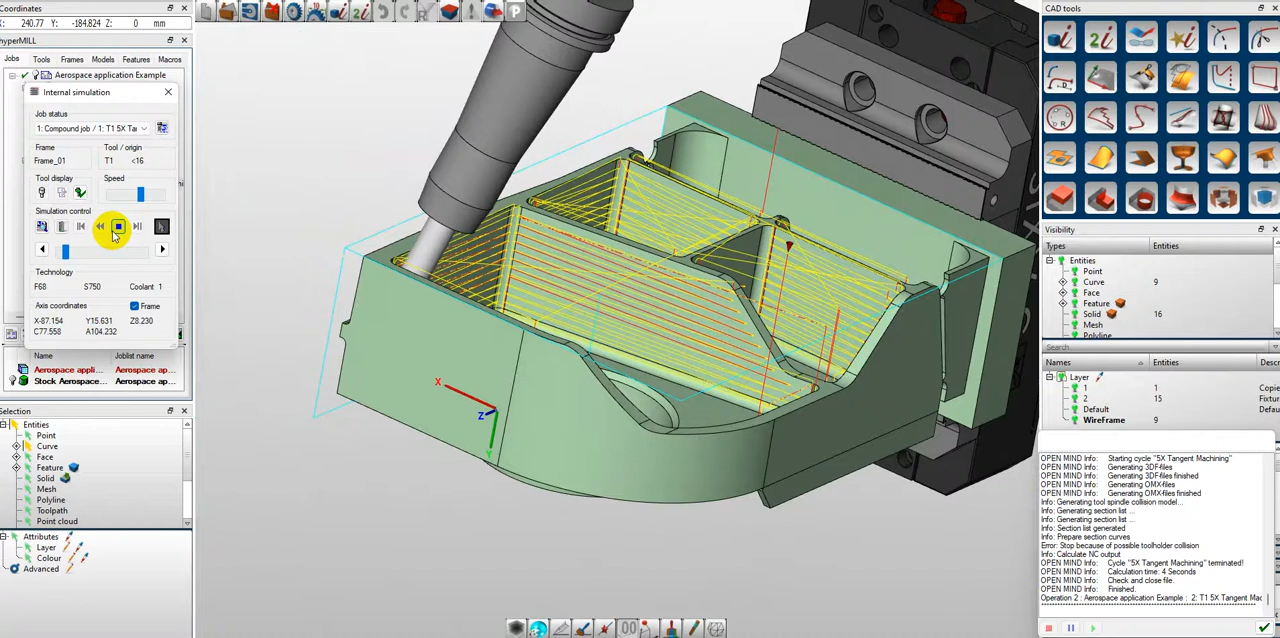 Coordinates
X: 240.77 Y: -184.824 Z: 0 mm
hyperMILL
Jobs Tools Frames Models Features Macros
Aerospace application Example
Internal simulation
Job status
1: Compound job / 1: T1 5X Tar
Frame Tool / origin
Frame_01 T1 <16
Tool display Speed
Simulation control
Technology
F68 S750 Coolant 1
Axis coordinates Frame
X-87.154 Y15.631 Z8.230
C77.558 A104.232
Name Joblist name
Aerospace appli... Aerospace ap...
Stock Aerospace... Aerospace ap...
Selection
Entities
Point
Curve
Face
Feature
Solid
Mesh
Polyline
Toolpath
Point cloud
Attributes
Layer
Colour
Advanced
P
X
Z
Y
CAD tools
Visibility
Types Entities
Entities
Point
Curve 9
Face
Feature
Solid 16
Mesh
Polyline
Search
Names Entities Descr
Layer
1 1 Copie
2 15 Fixtur
Default Defau
WireFrame 9
OPEN MIND Info: Starting cycle "5X Tangent Machining"
OPEN MIND Info: Generating 3DF-files
OPEN MIND Info: Generating 3DF-files finished
OPEN MIND Info: Generating OMX-files
OPEN MIND Info: Generating OMX-files finished
Info: Generating tool spindle collision model...
Info: Generating section list ...
Info: Generating section list ...
Info: Section list generated
Info: Prepare section curves
Error: Stop because of possible toolholder collision
Info: Calculate NC output
OPEN MIND Info: Cycle "5X Tangent Machining" terminated!
OPEN MIND Info: Calculation time: 4 Seconds
OPEN MIND Info: Check and close file.
OPEN MIND Info: Finished.
Operation 2 : Aerospace application Example : 2: T1 5X Tangent Mac